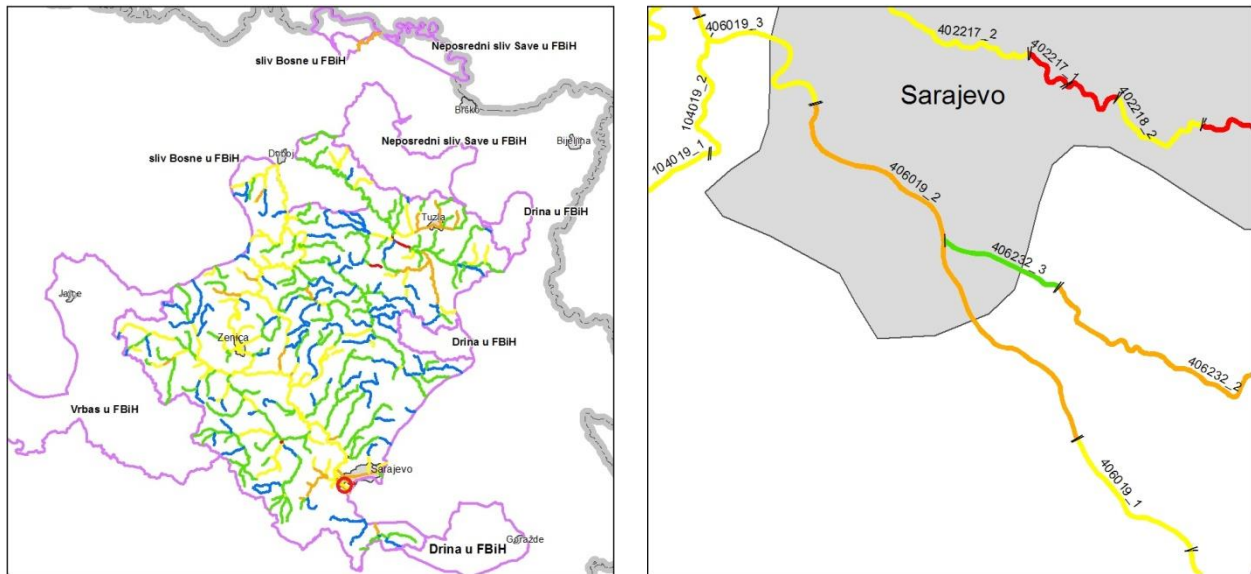 Neposredni sliv Save u FBiH
sliv Bosne u FBiH
Brčko
Neposredni sliv Save u FBiH
Bijeljina
sliv Bosne u FBiH
Doboj
Drina u FBiH
Tuzla
Jajce
Zenica
Drina u FBiH
Vrbas u FBiH
Sarajevo
Drina u FBiH
Goražde
406019_3
402217_2
402217_1
104019_2
Sarajevo
402218_2
104019_1
406019_2
406232_3
406232_2
406019_1